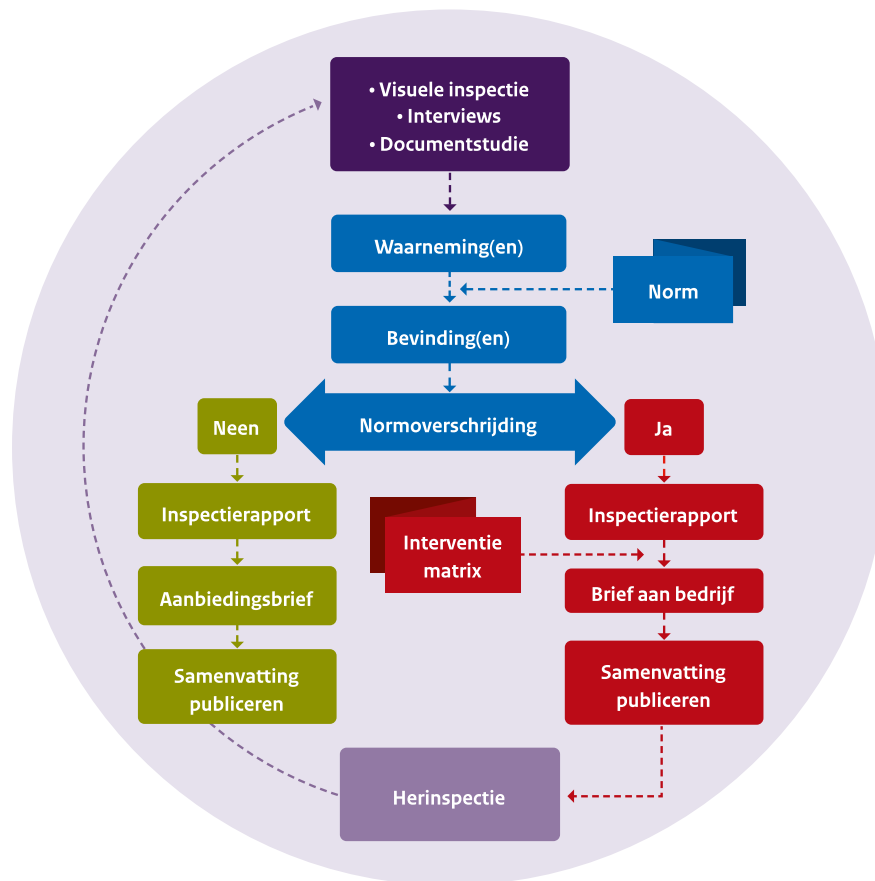 • Visuele inspectie
• Interviews
• Documentstudie
Waarneming(en)
Norm
Bevinding(en)
Neen
Normoverschrijding
Ja
Inspectierapport
Interventie
matrix
Inspectierapport
Aanbiedingsbrief
Brief aan bedrijf
Samenvatting
publiceren
Samenvatting
publiceren
Herinspectie